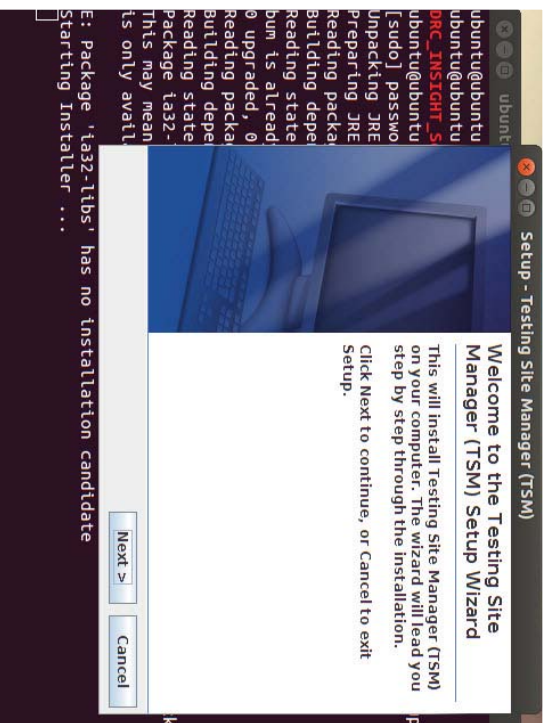 ubuntu
Setup - Testing Site Manager (TSM)
ubuntu@ubuntu
ubuntu@ubuntu
DRC_INSIGHT_S
ubuntu@ubuntu
[sudo] passwo
Unpacking JRE
Preparing JRE
Building depe
Reading state
bum is alread
0 upgraded, 0
Reading packa
Building depe
Reading state
Package ia32-
This may mean
is only avail
E: Package 'ia32-libs' has no installation candidate
Starting Installer ...
Welcome to the Testing Site
Manager (TSM) Setup Wizard
This will install Testing Site Manager (TSM)
on your computer. The wizard will lead you
step by step through the installation.
Click Next to continue, or Cancel to exit
Setup.
Next >
Cancel